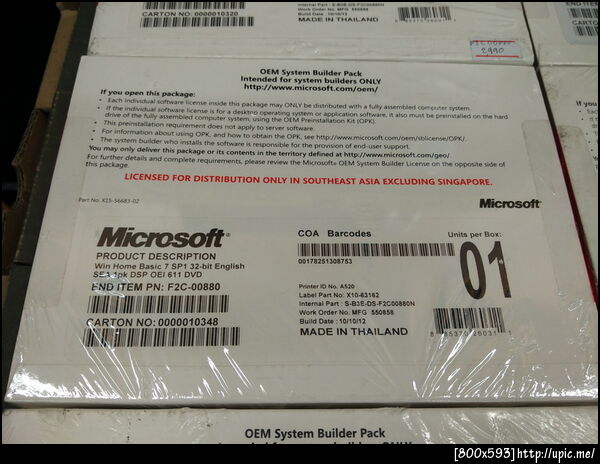 CARTON NO: 0000010320
Internal Part : S-B3E-DS-F2C00880N
Work Order No. MFG 550858
Build Date : 10/10/12
MADE IN THAILAND
2990
OEM System Builder Pack
Intended for system builders ONLY
http://www.microsoft.com/oem/
If you open this package:
• Each individual software license inside this package may ONLY be distributed with a fully assembled computer system.
• If the individual software license is for a desktop operating system or application software, it also must be preinstalled on the hard
drive of the fully assembled computer system, using the OEM Preinstallation Kit (OPK).
• This preinstallation requirement does not apply to server software.
• For information about using OPK, and how to obtain the OPK, see http://www.microsoft.com/oem/sblicense/OPK/.
• The system builder who installs the software is responsible for the provision of end-user support.
You may only deliver this package or its contents in the territory defined at http://www.microsoft.com/geo/.
For further details and complete requirements, please review the Microsoft® OEM System Builder License on the opposite side of
this package.
LICENSED FOR DISTRIBUTION ONLY IN SOUTHEAST ASIA EXCLUDING SINGAPORE.
Part No. X15-56683-02
Microsoft®
Microsoft®
PRODUCT DESCRIPTION
Win Home Basic 7 SP1 32-bit English
SEA 1pk DSP OEI 611 DVD
END ITEM PN: F2C-00880
CARTON NO: 0000010348
COA Barcodes
00178251308753
Units per Box:
01
Printer ID No. A520
Label Part No: X10-63162
Internal Part : S-B3E-DS-F2C00880N
Work Order No. MFG 550858
Build Date : 10/10/12
MADE IN THAILAND
END ITEM
CARTON
OEM System Builder Pack
[800x593]http://upic.me/